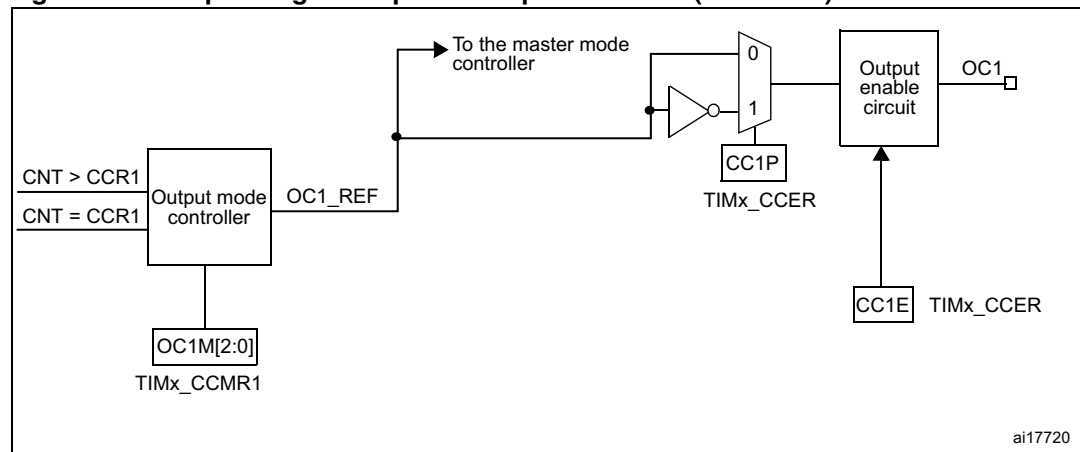 To the master mode
controller
0
1
Output
enable
circuit
OC1
CC1P
TIMx_CCER
CNT > CCR1
CNT = CCR1
Output mode
controller
OC1_REF
CC1E
TIMx_CCER
OC1M[2:0]
TIMx_CCMR1
ai17720